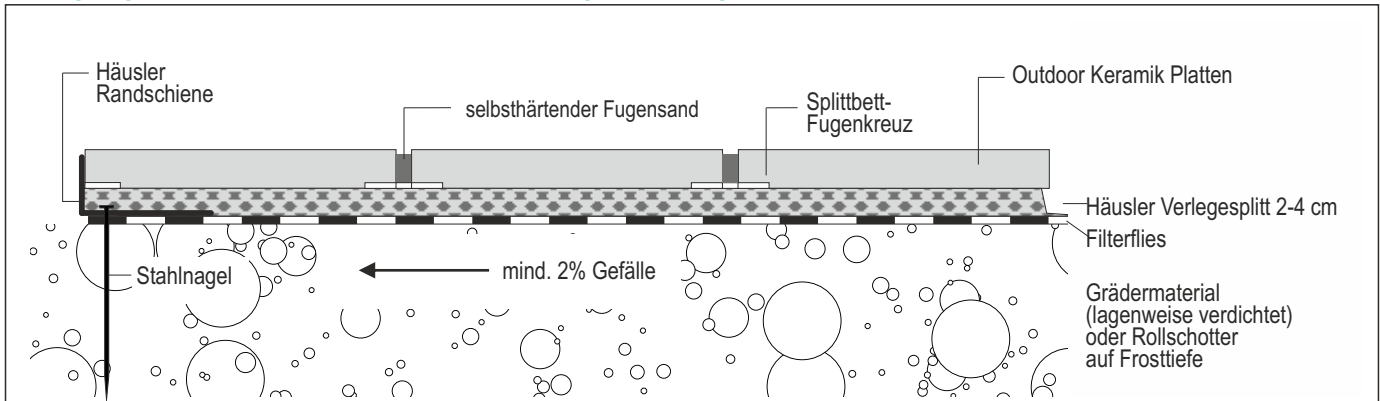 Häusler
Randschiene
selbsthärtender Fugensand
Splittbett-
Fugenkreuz
Outdoor Keramik Platten
Häusler Verlegesplitt 2-4 cm
Filterflies
Stahlnagel
mind. 2% Gefälle
Grädermaterial
(lagenweise verdichtet)
oder Rollschotter
auf Frosttiefe